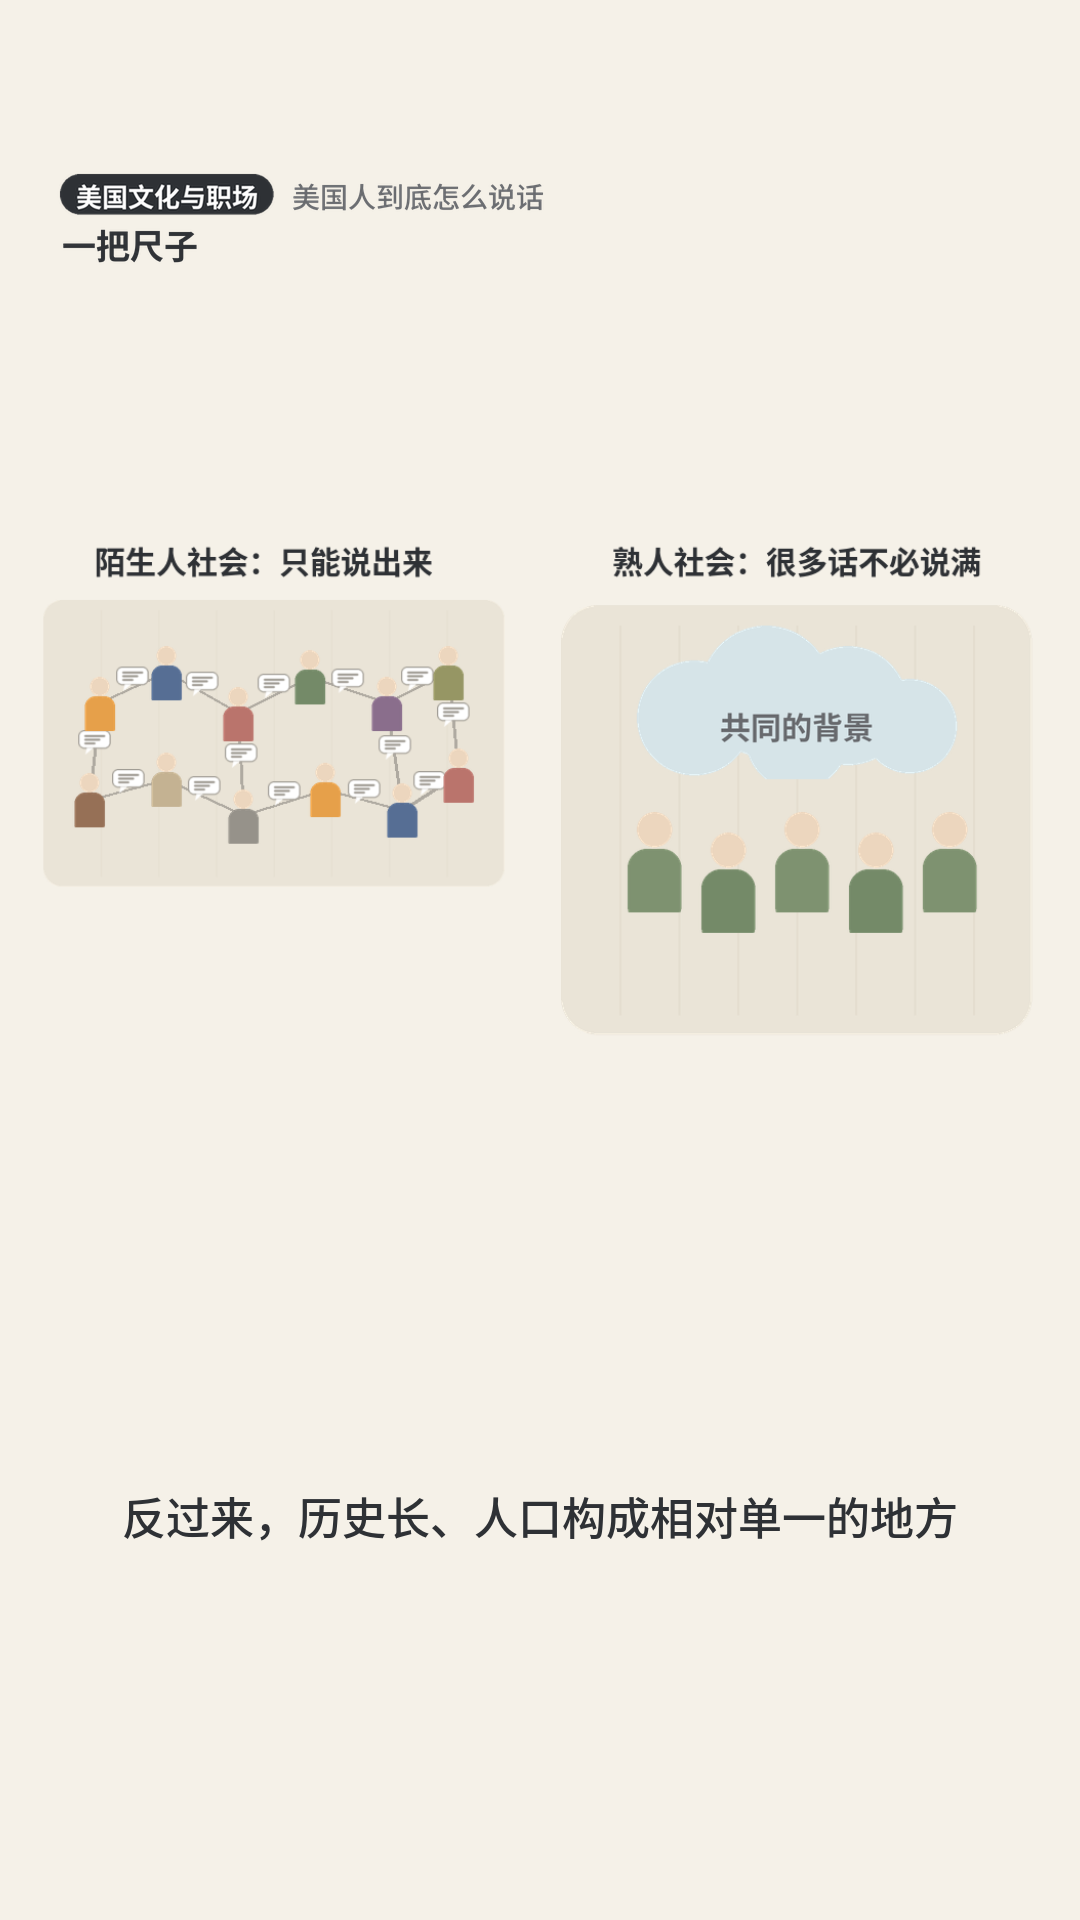 美国文化与职场 美国人到底怎么说话
一把尺子
陌生人社会：只能说出来
熟人社会：很多话不必说满
共同的背景
反过来，历史长、人口构成相对单一的地方